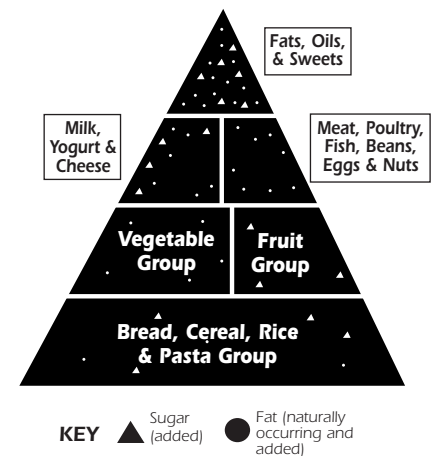 Fats, Oils,
& Sweets
Milk,
Yogurt &
Cheese
Meat, Poultry,
Fish, Beans,
Eggs & Nuts
Vegetable
Group
Fruit
Group
Bread, Cereal, Rice
& Pasta Group
KEY
Sugar
(added)
Fat (naturally
occurring and
added)